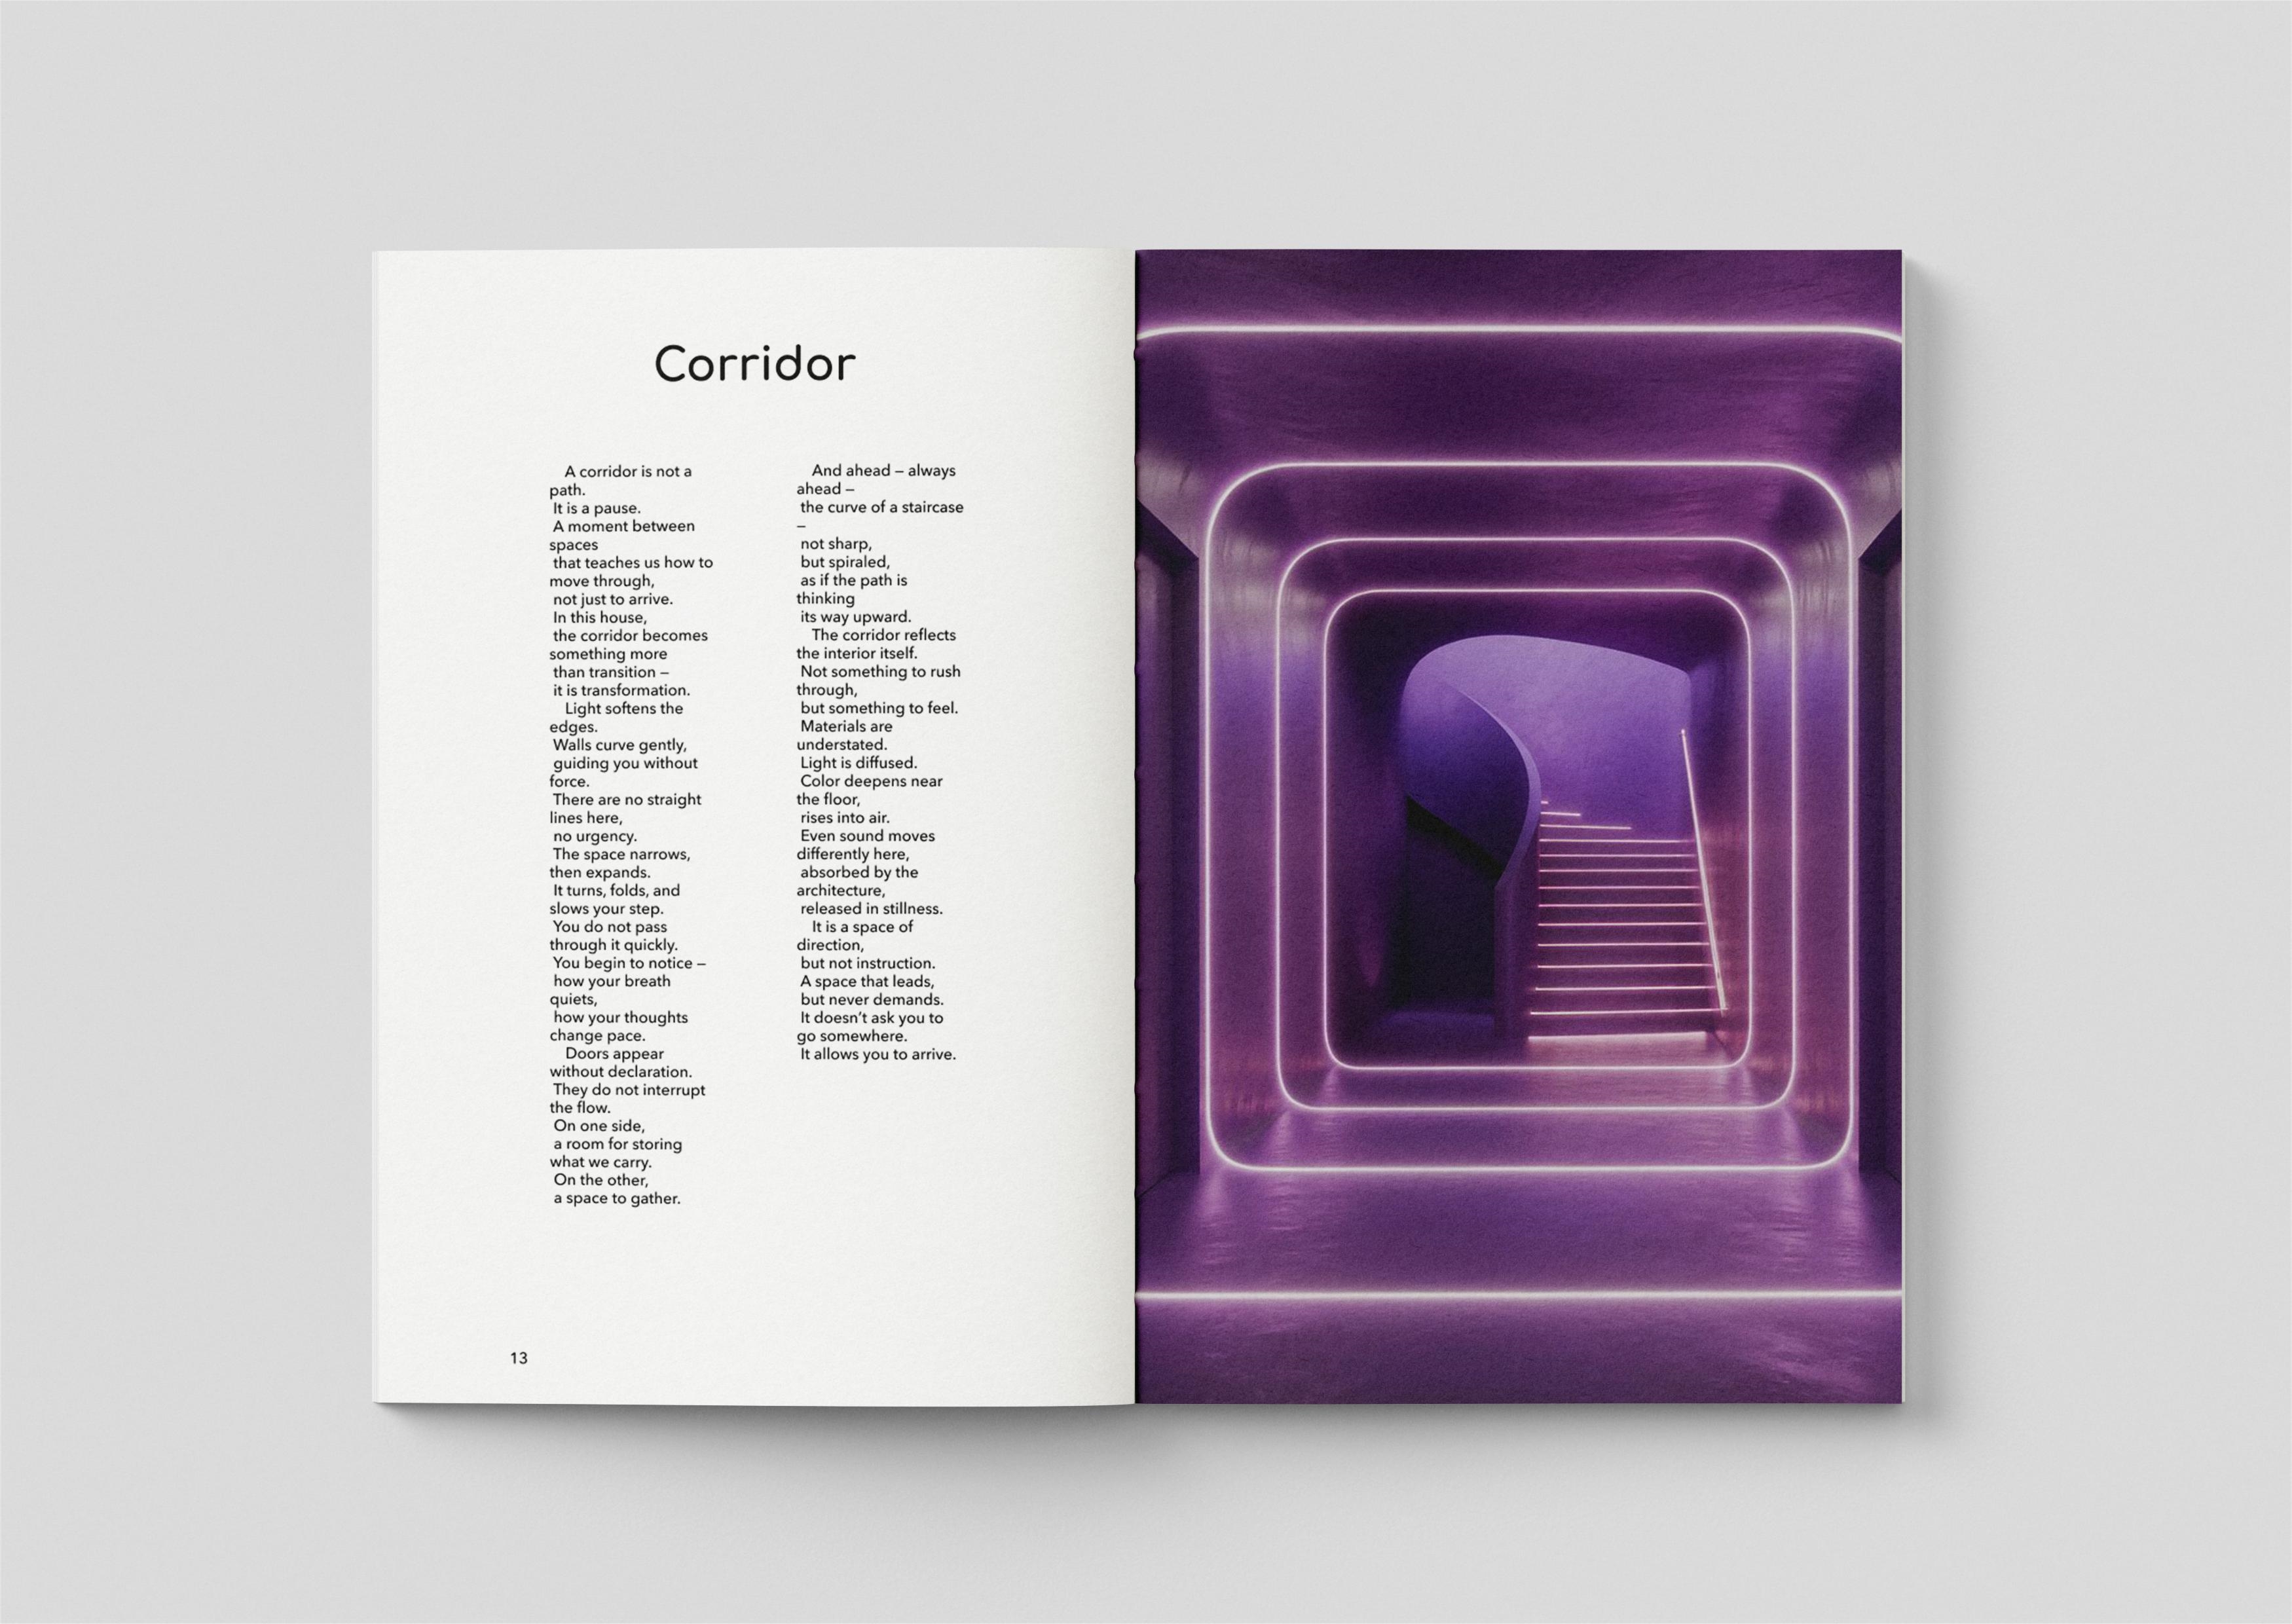 Corridor
A corridor is not a
path.
It is a pause.
A moment between
spaces
that teaches us how to
move through,
not just to arrive.
In this house,
the corridor becomes
something more
than transition –
it is transformation.
Light softens the
edges.
Walls curve gently,
guiding you without
force.
There are no straight
lines here,
no urgency.
The space narrows,
then expands.
It turns, folds, and
slows your step.
You do not pass
through it quickly.
You begin to notice –
how your breath
quiets,
how your thoughts
change pace.
Doors appear
without declaration.
They do not interrupt
the flow.
On one side,
a room for storing
what we carry.
On the other,
a space to gather.
And ahead – always
ahead –
the curve of a staircase
–
not sharp,
but spiraled,
as if the path is
thinking
its way upward.
The corridor reflects
the interior itself.
Not something to rush
through,
but something to feel.
Materials are
understated.
Light is diffused.
Color deepens near
the floor,
rises into air.
Even sound moves
differently here,
absorbed by the
architecture,
released in stillness.
It is a space of
direction,
but not instruction.
A space that leads,
but never demands.
It doesn’t ask you to
go somewhere.
It allows you to arrive.
13